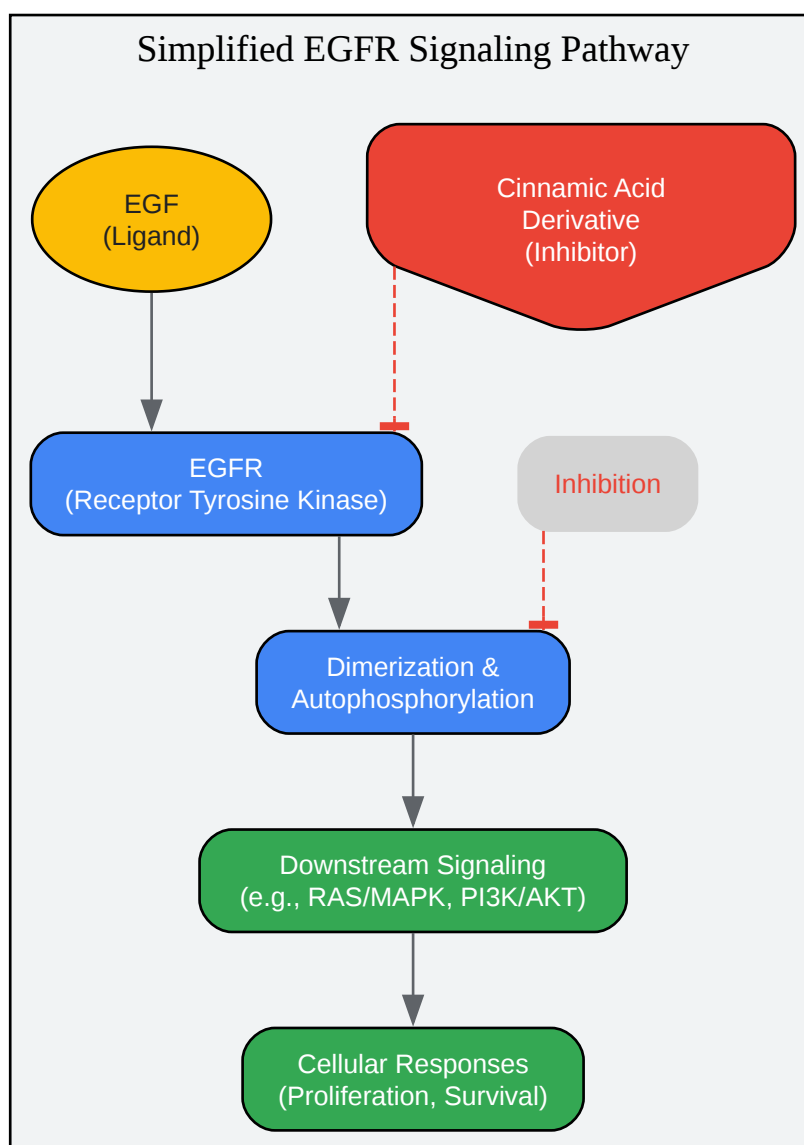 Simplified EGFR Signaling Pathway
EGF
(Ligand)
Cinnamic Acid
Derivative
(Inhibitor)
EGFR
(Receptor Tyrosine Kinase)
Inhibition
Dimerization &
Autophosphorylation
Downstream Signaling
(e.g., RAS/MAPK, PI3K/AKT)
Cellular Responses
(Proliferation, Survival)